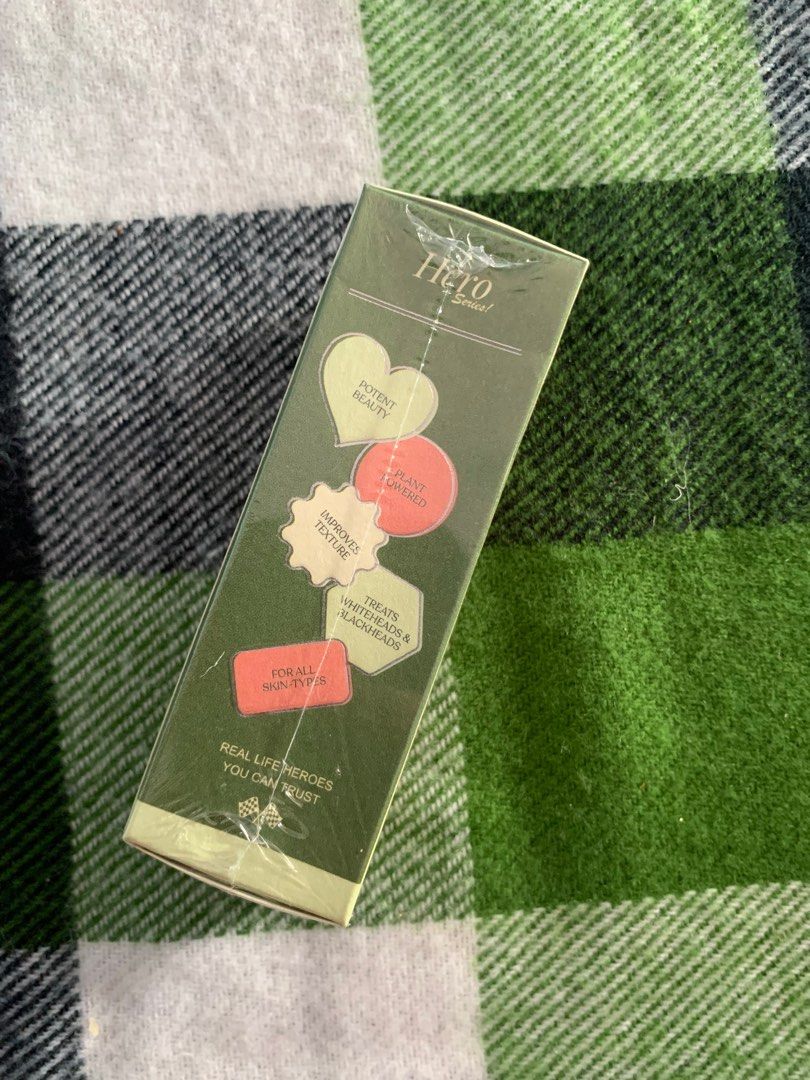 Hero
Series!
POTENT
BEAUTY
PLANT
POWERED
IMPROVES
TEXTURE
TREATS
WHITEHEADS &
BLACKHEADS
FOR ALL
SKIN-TYPES
REAL LIFE HEROES
YOU CAN TRUST